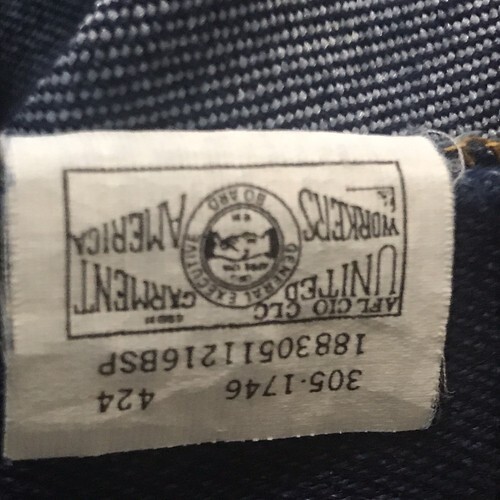 305-1746 424
18830511216BSP
AFL CIO CLC
UNITED GARMENT
WORKERS AMERICA
GENERAL EXECUTIVE
BOARD